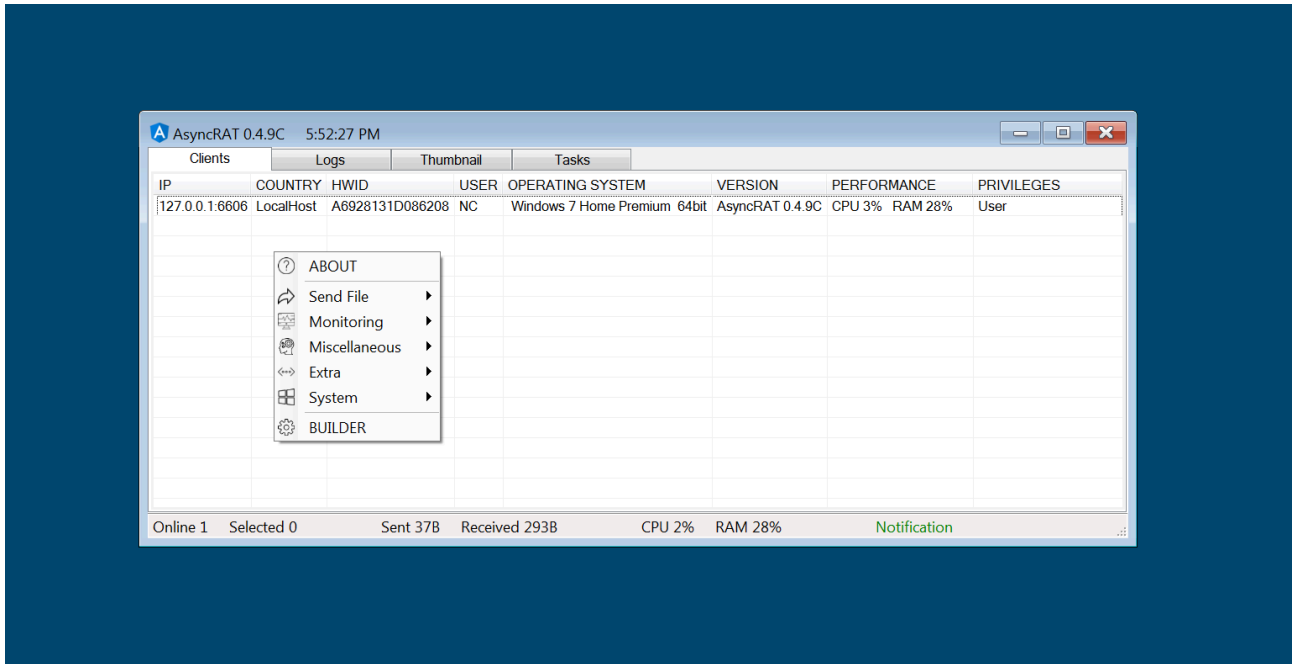 AsyncRAT 0.4.9C 5:52:27 PM
Clients Logs Thumbnail Tasks
IP COUNTRY HWID USER OPERATING SYSTEM VERSION PERFORMANCE PRIVILEGES
127.0.0.1:6606 LocalHost A6928131D086208 NC Windows 7 Home Premium 64bit AsyncRAT 0.4.9C CPU 3% RAM 28% User
ABOUT
Send File
Monitoring
Miscellaneous
Extra
System
BUILDER
Online 1 Selected 0 Sent 37B Received 293B CPU 2% RAM 28% Notification